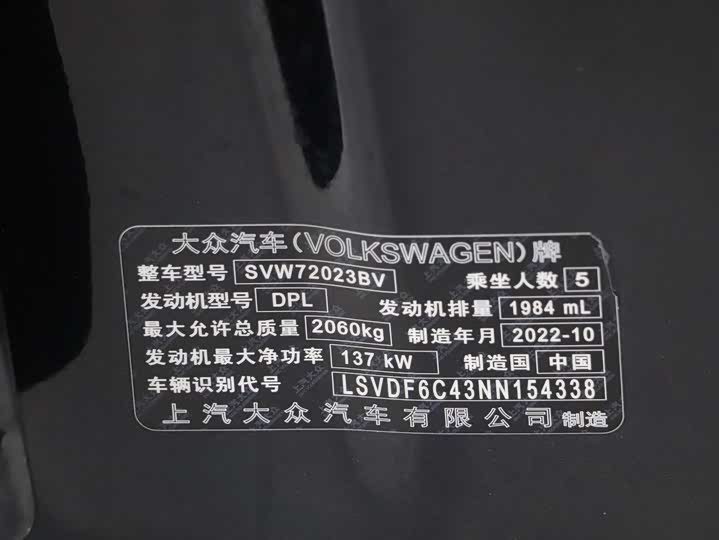 大众汽车(VOLKSWAGEN)牌
整车型号 SVW72023BV 乘坐人数 5
发动机型号 DPL 发动机排量 1984 mL
最大允许总质量 2060kg 制造年月 2022-10
发动机最大净功率 137 kW 制造国 中国
车辆识别代号 LSVDF6C43NN154338
上汽大众汽车有限公司 制造